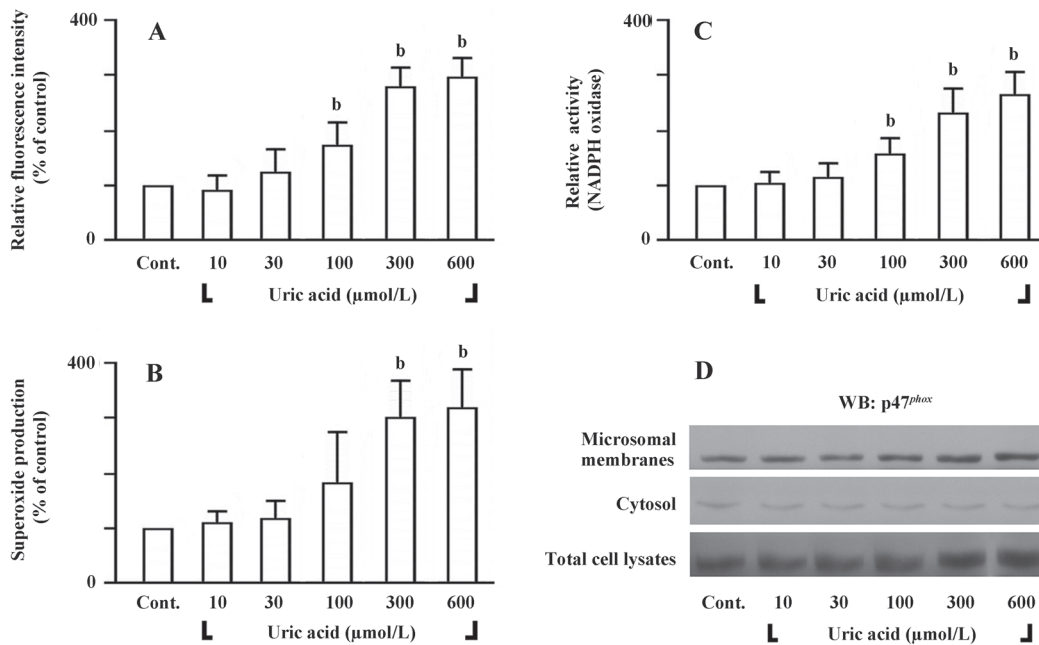 A
Relative fluorescence intensity
(% of control)
400
0
b
b
b
Cont.
10
30
100
300
600
Uric acid (μmol/L)
C
Relative activity
(NADPH oxidase)
400
0
b
b
b
Cont.
10
30
100
300
600
Uric acid (μmol/L)
B
Superoxide production
(% of control)
400
0
b
b
Cont.
10
30
100
300
600
Uric acid (μmol/L)
D
WB: p47phox
Microsomal
membranes
Cytosol
Total cell lysates
Cont.
10
30
100
300
600
Uric acid (μmol/L)